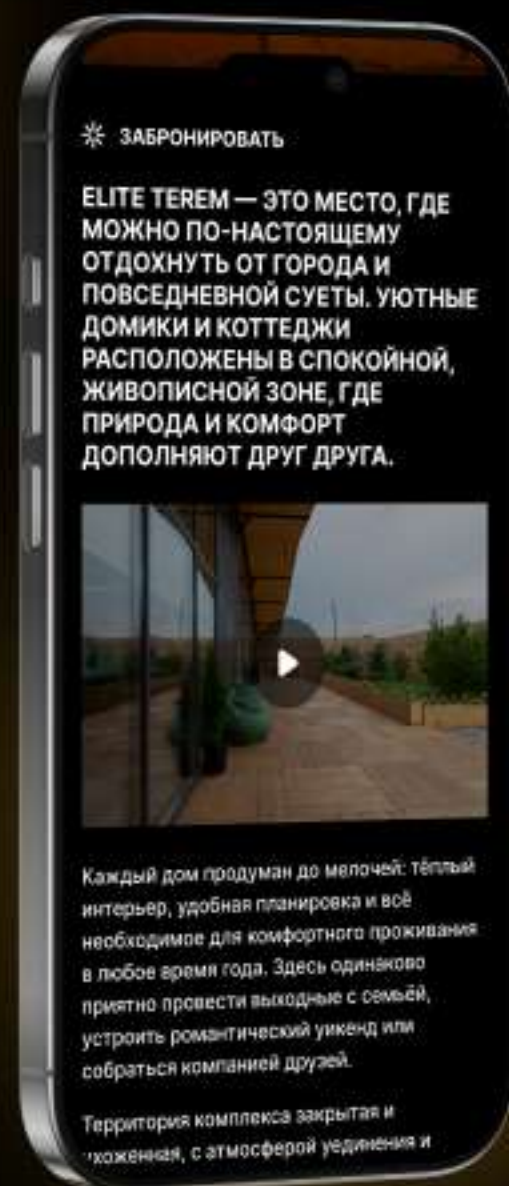 ЗАБРОНИРОВАТЬ
ELITE TEREM — ЭТО МЕСТО, ГДЕ
МОЖНО ПО-НАСТОЯЩЕМУ
ОТДОХНУТЬ ОТ ГОРОДА И
ПОВСЕДНЕВНОЙ СУЕТЫ. УЮТНЫЕ
ДОМИКИ И КОТТЕДЖИ
РАСПОЛОЖЕНЫ В СПОКОЙНОЙ,
ЖИВОПИСНОЙ ЗОНЕ, ГДЕ
ПРИРОДА И КОМФОРТ
ДОПОЛНЯЮТ ДРУГ ДРУГА.
Каждый дом продуман до мелочей: тёплый
интерьер, удобная планировка и всё
необходимое для комфортного проживания
в любое время года. Здесь одинаково
приятно провести выходные с семьёй,
устроить романтический уикенд или
собраться компанией друзей.
Территория комплекса закрытая и
ухоженная, с атмосферой уединения и